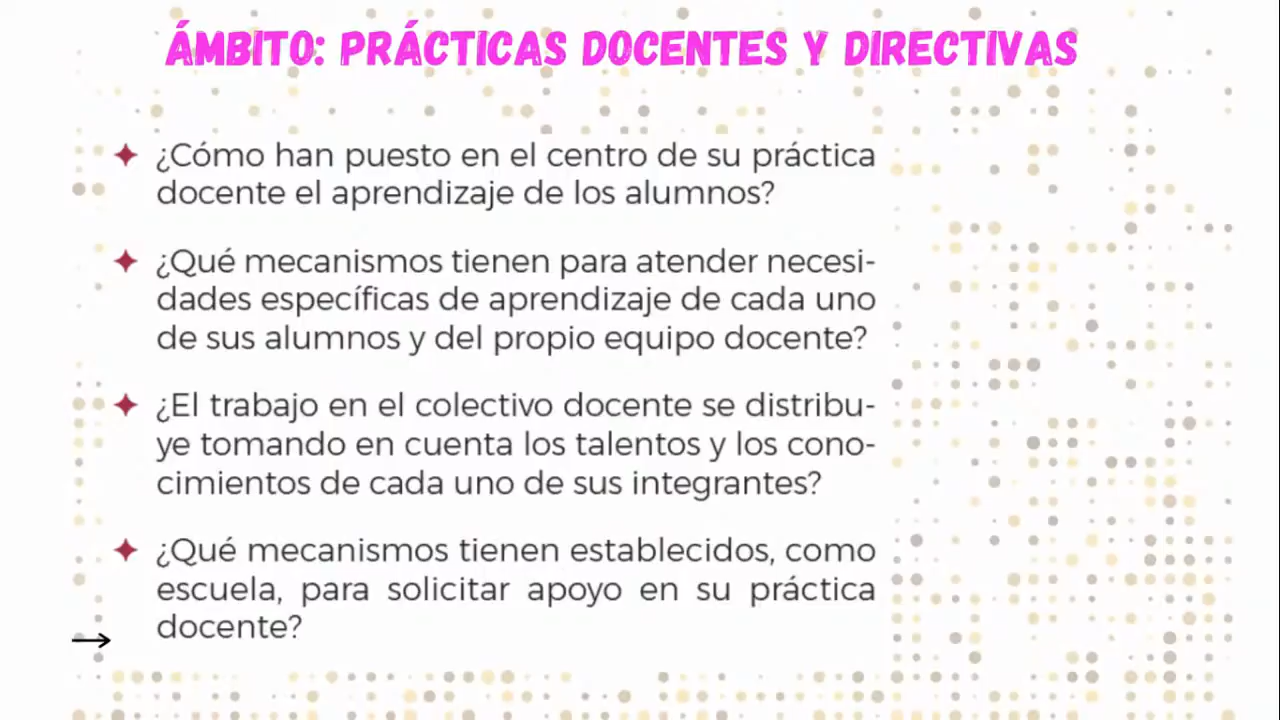 ÁMBITO: PRÁCTICAS DOCENTES Y DIRECTIVAS
¿Cómo han puesto en el centro de su práctica
docente el aprendizaje de los alumnos?
¿Qué mecanismos tienen para atender necesi-
dades específicas de aprendizaje de cada uno
de sus alumnos y del propio equipo docente?
¿El trabajo en el colectivo docente se distribu-
ye tomando en cuenta los talentos y los cono-
cimientos de cada uno de sus integrantes?
¿Qué mecanismos tienen establecidos, como
escuela, para solicitar apoyo en su práctica
docente?